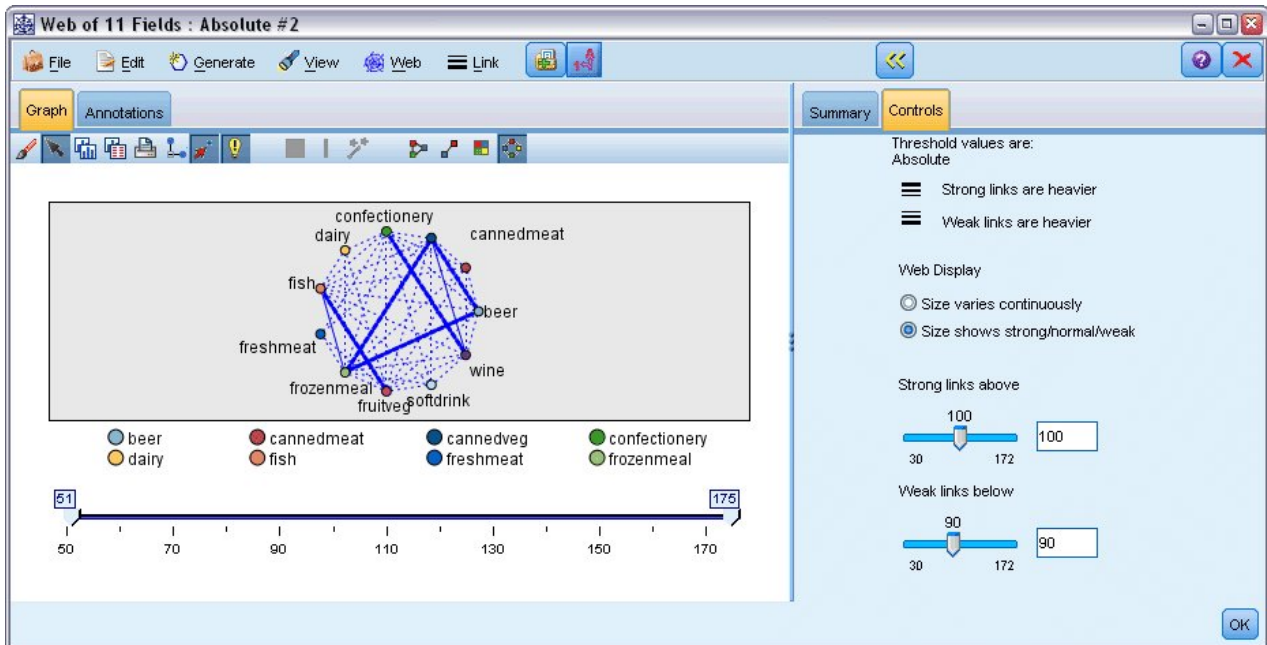 Web of 11 Fields : Absolute #2
File Edit Generate View Web Link
Graph Annotations
Summary Controls
Threshold values are:
Absolute
Strong links are heavier
Weak links are heavier
Web Display
Size varies continuously
Size shows strong/normal/weak
Strong links above
100
100
30 172
Weak links below
90
90
30 172
confectionery
dairy
cannedmeat
fish
beer
freshmeat
wine
frozenmeal
fruitveg
softdrink
beer cannedmeat cannedveg confectionery
dairy fish freshmeat frozenmeal
51 175
50 70 90 110 130 150 170
OK